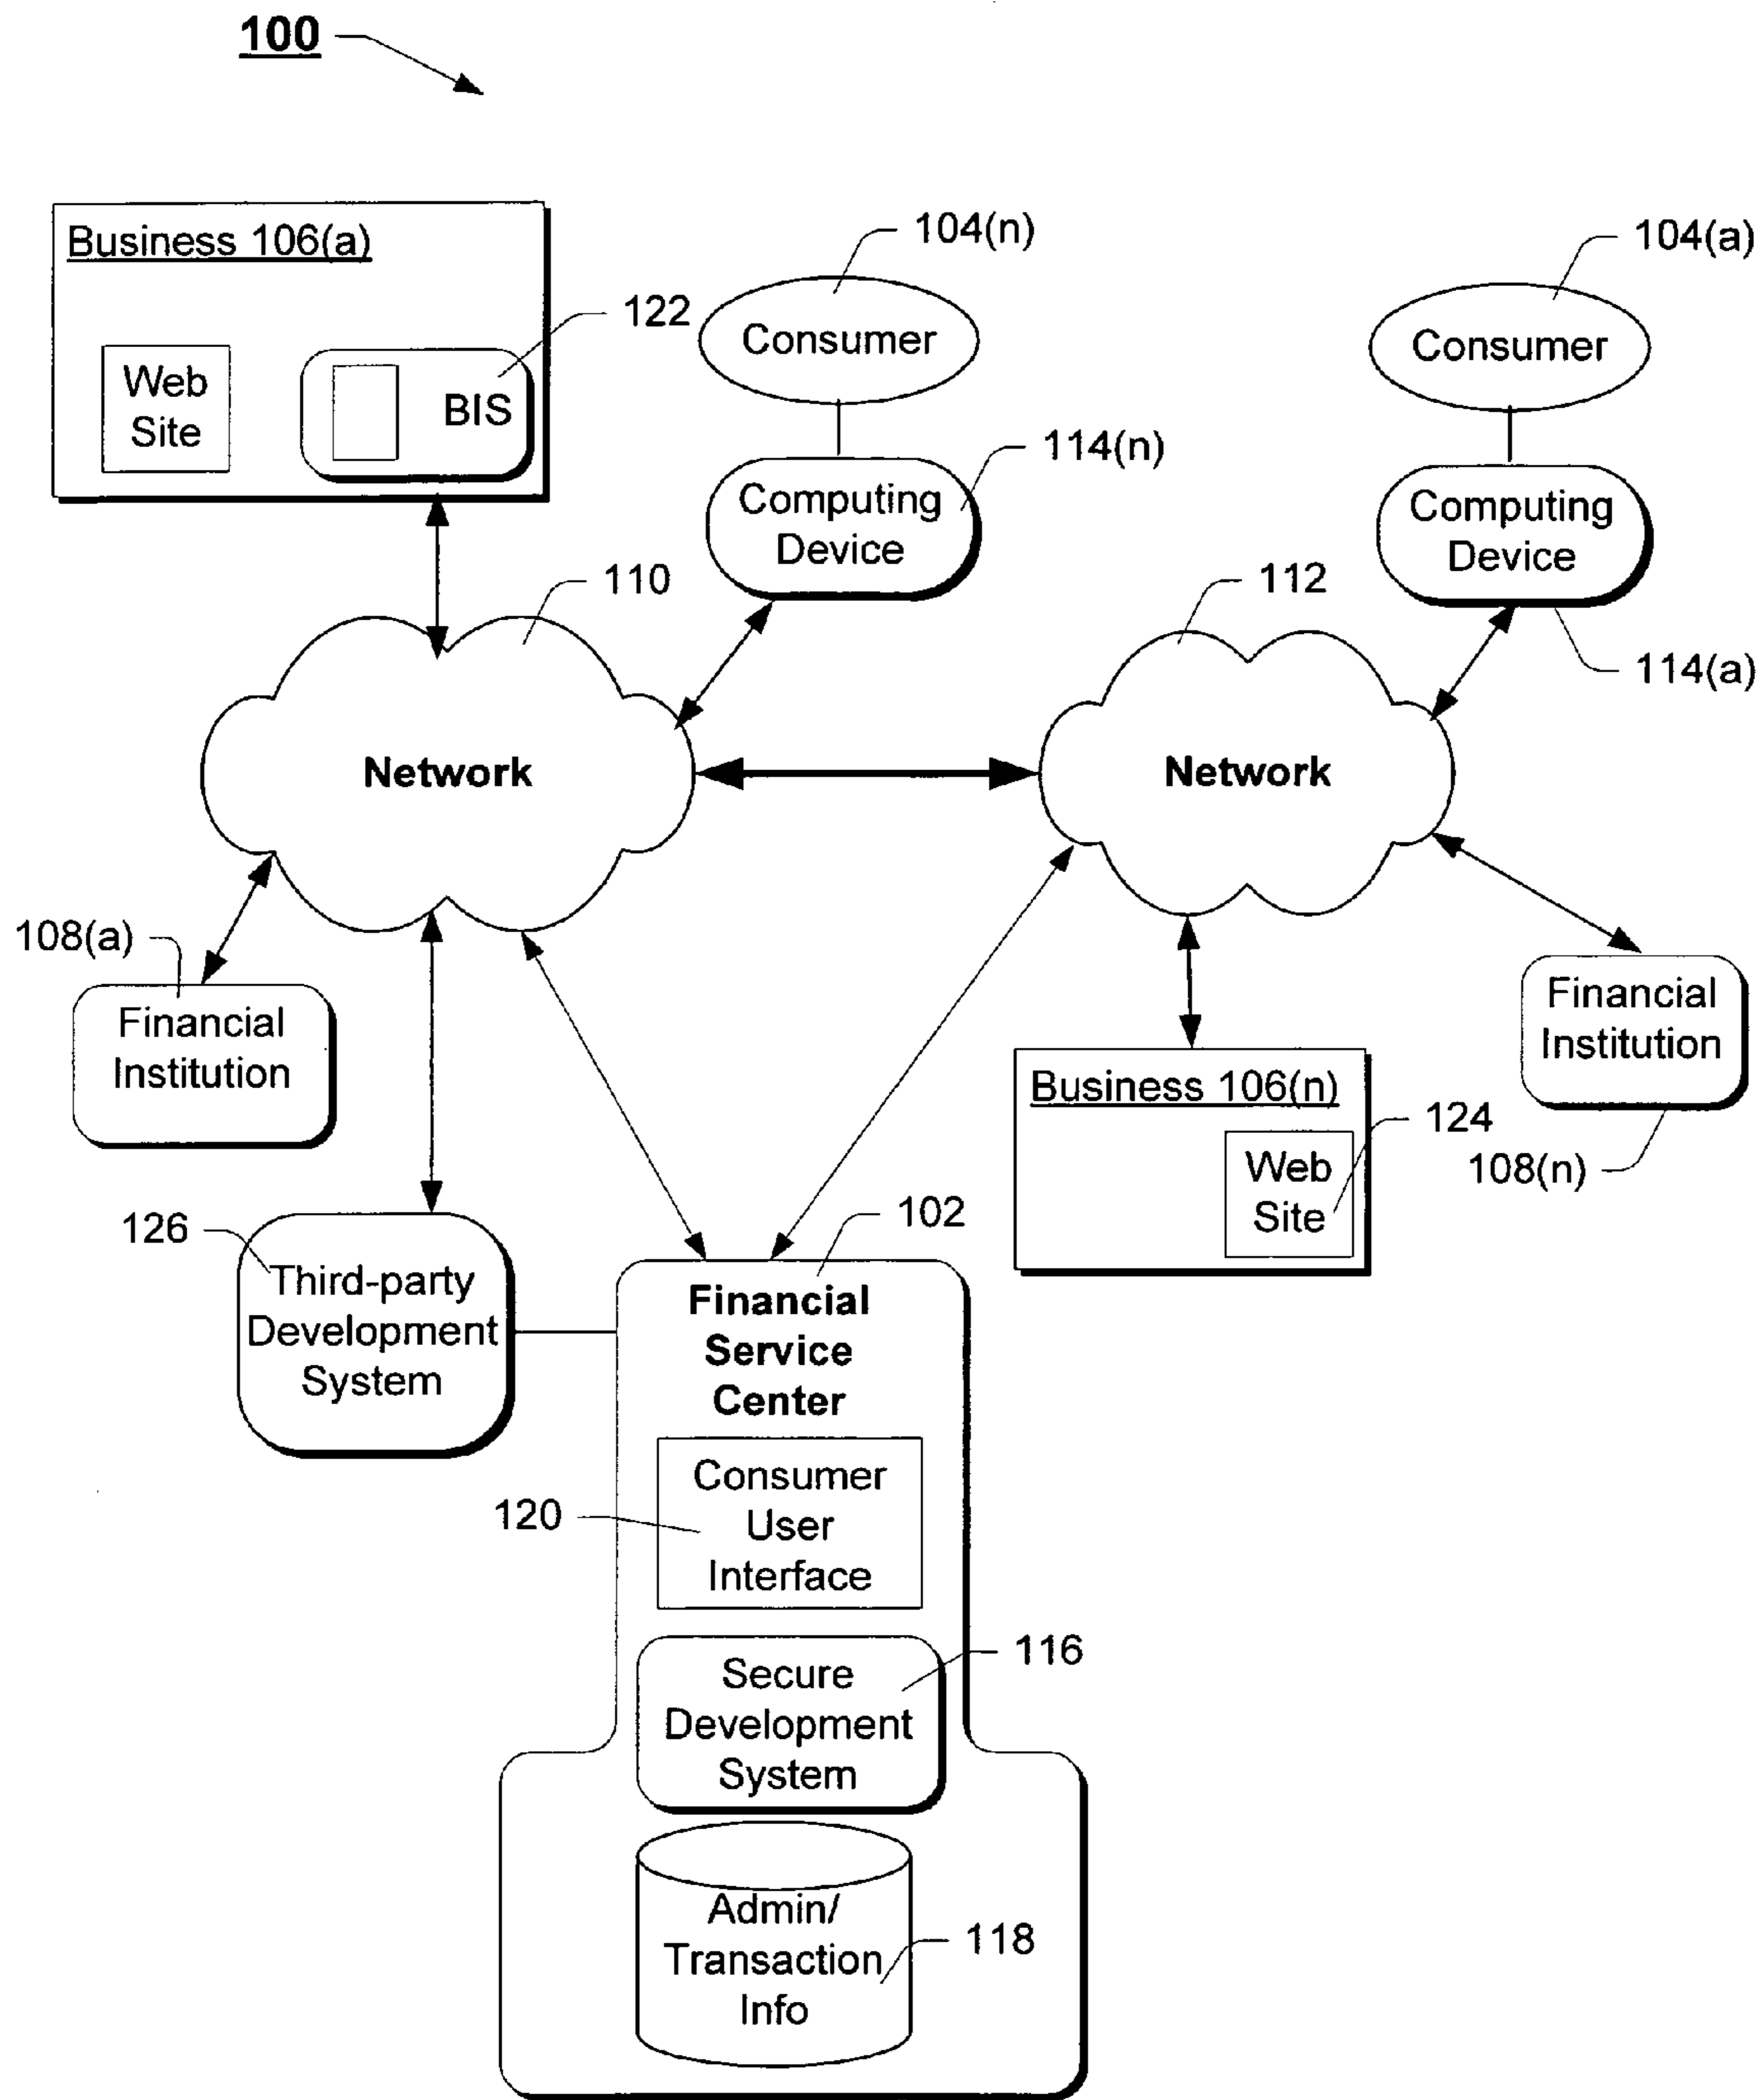 100
Business 106(a)
Web
Site
BIS
122
104(n)
Consumer
104(a)
Consumer
114(n)
Computing
Device
Computing
Device
114(a)
110
Network
112
Network
108(a)
Financial
Institution
Financial
Institution
108(n)
Business 106(n)
Web
Site
124
126
Third-party
Development
System
102
Financial
Service
Center
120
Consumer
User
Interface
116
Secure
Development
System
Admin/
Transaction
Info
118